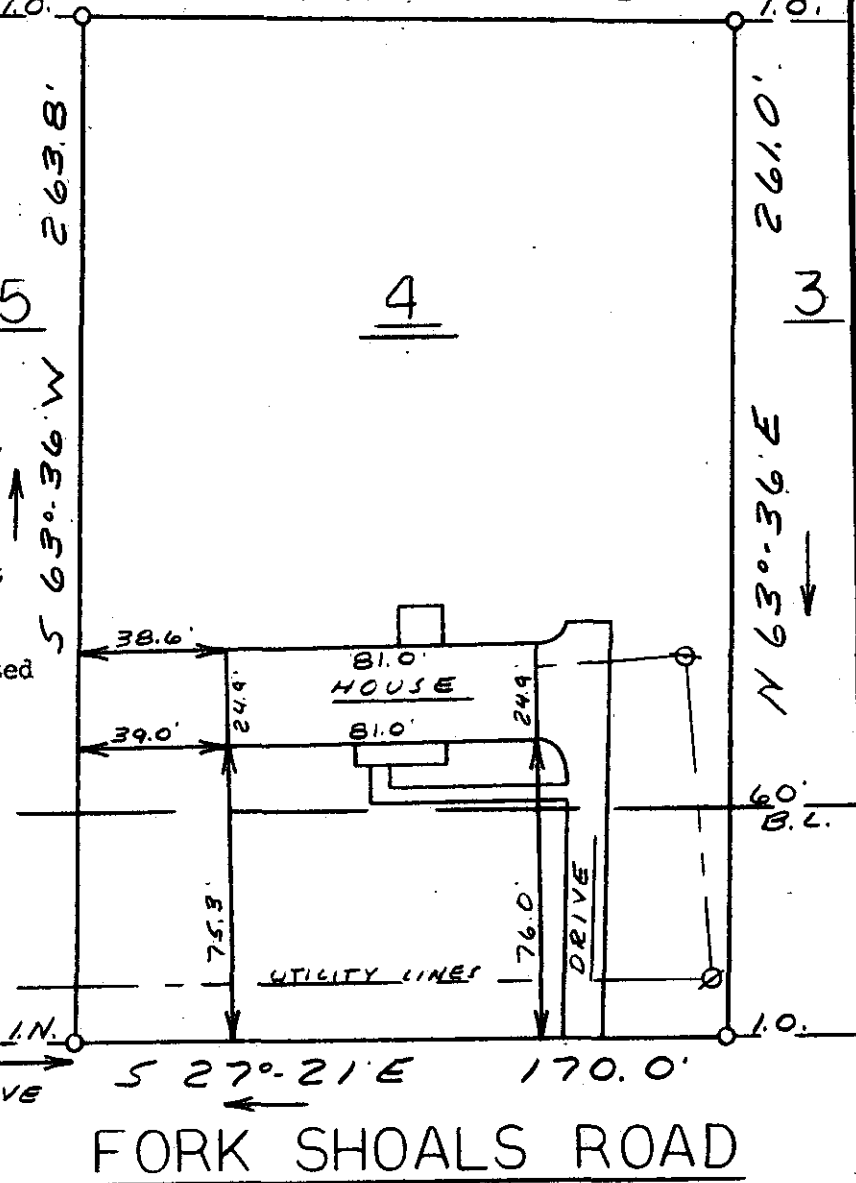 I.O.
I.O.
263.8'
261.0'
5
4
3
S 63°-36' W
N 63°-36' E
38.6'
81.0'
HOUSE
24.9'
24.9'
39.0'
81.0'
60'
B.L.
75.3'
76.0'
DRIVE
UTILITY LINES
I.N.
I.O.
S 27°-21' E
170.0'
FORK SHOALS ROAD